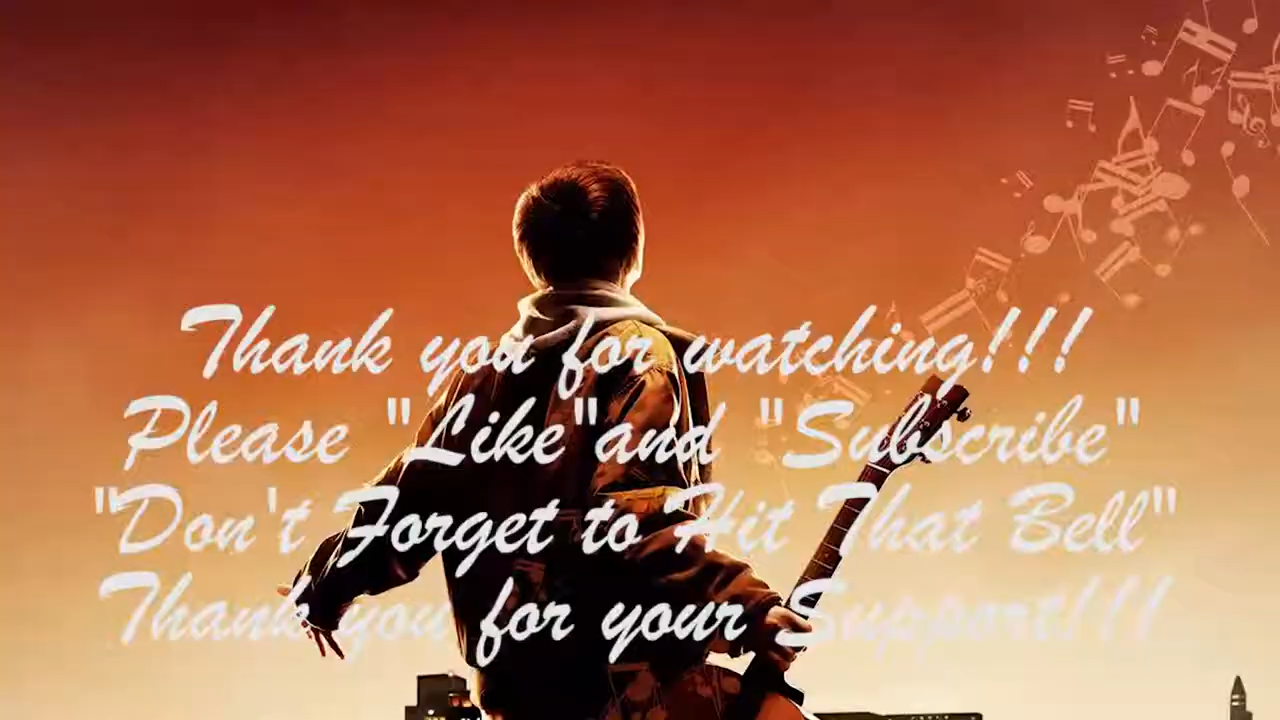 Thank you for watching!!!
Please "Like"and "Subscribe"
"Don't Forget to Hit That Bell"
Thank you for your Support!!!